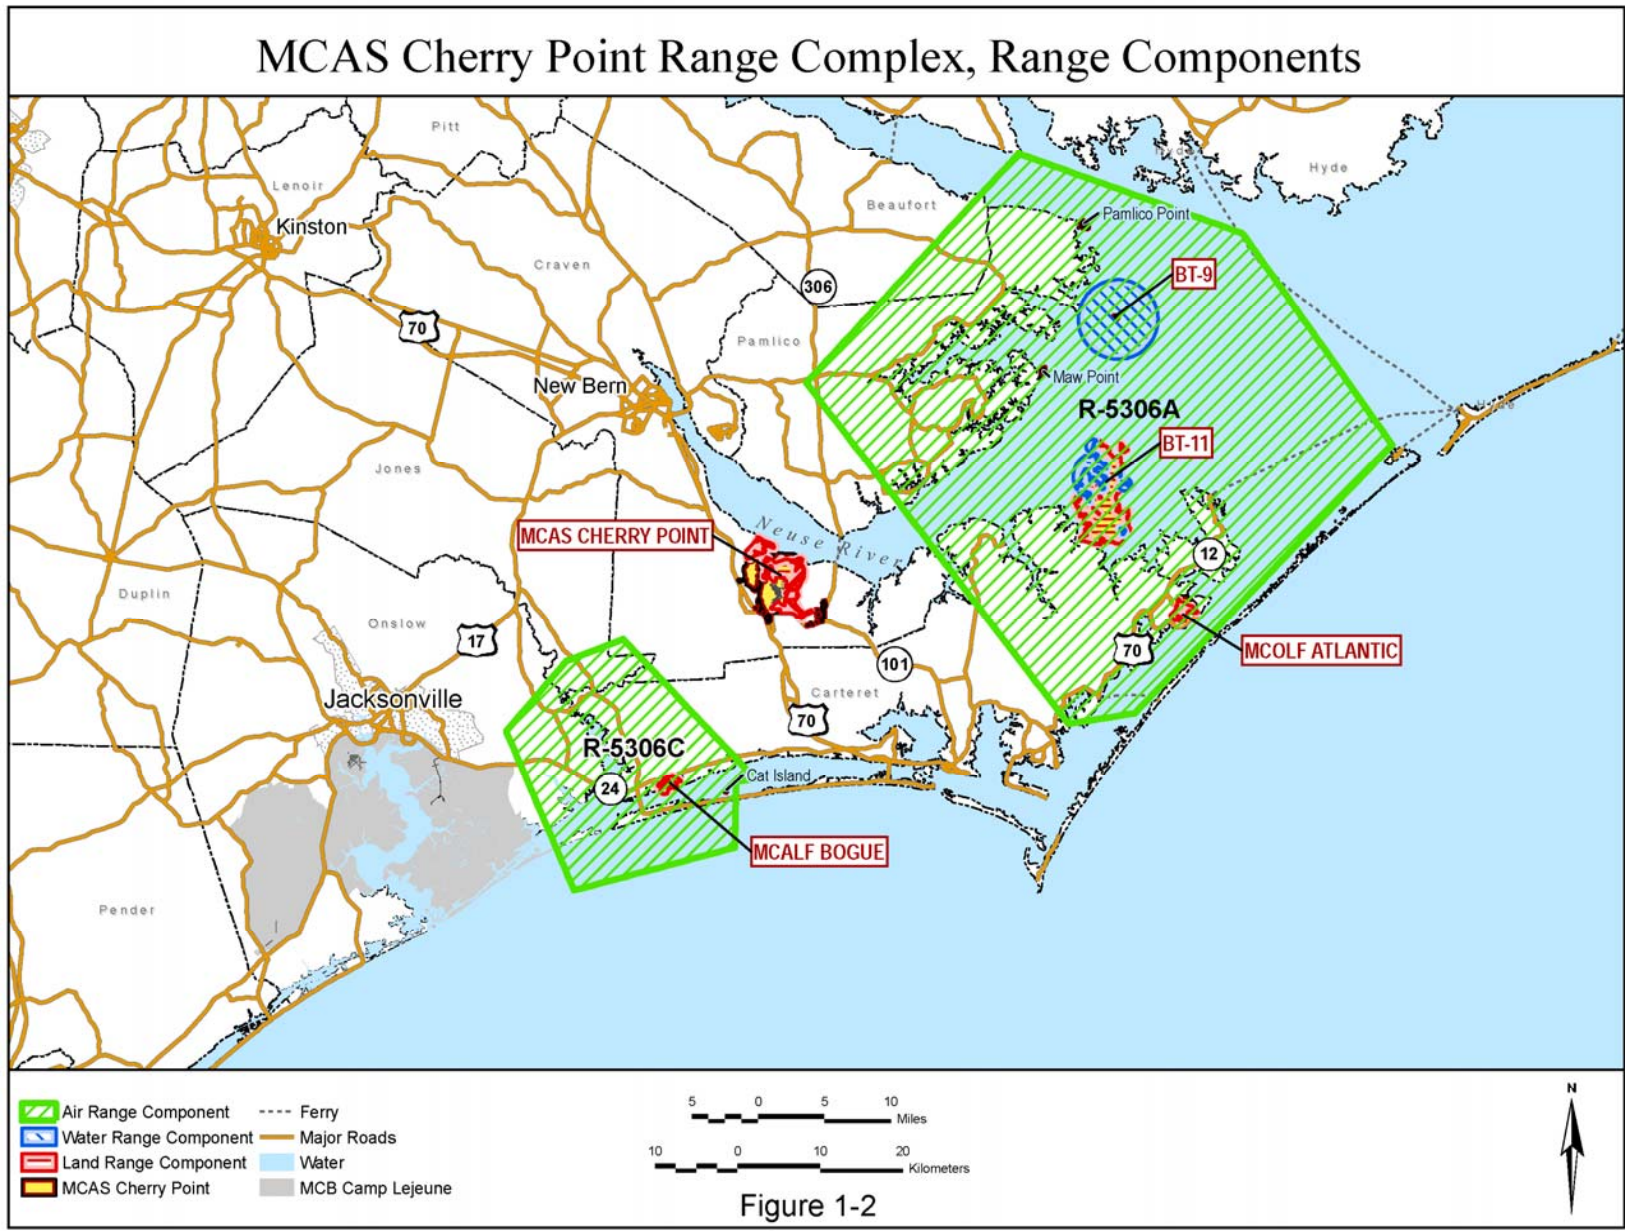 MCAS Cherry Point Range Complex, Range Components
Pitt
Hyde
Hyde
Lenoir
Beaufort
Pamlico Point
Kinston
Craven
BT-9
306
70
Pamlico
Maw Point
New Bern
R-5306A
Hyde
BT-11
Jones
MCAS CHERRY POINT
Neuse River
12
Duplin
Onslow
17
70
MCOLF ATLANTIC
101
Jacksonville
Carteret
70
R-5306C
Cat Island
24
MCALF BOGUE
Pender
Air Range Component
Water Range Component
Land Range Component
MCAS Cherry Point
Ferry
Major Roads
Water
MCB Camp Lejeune
5 0 5 10
Miles
10 0 10 20
Kilometers
Figure 1-2
N